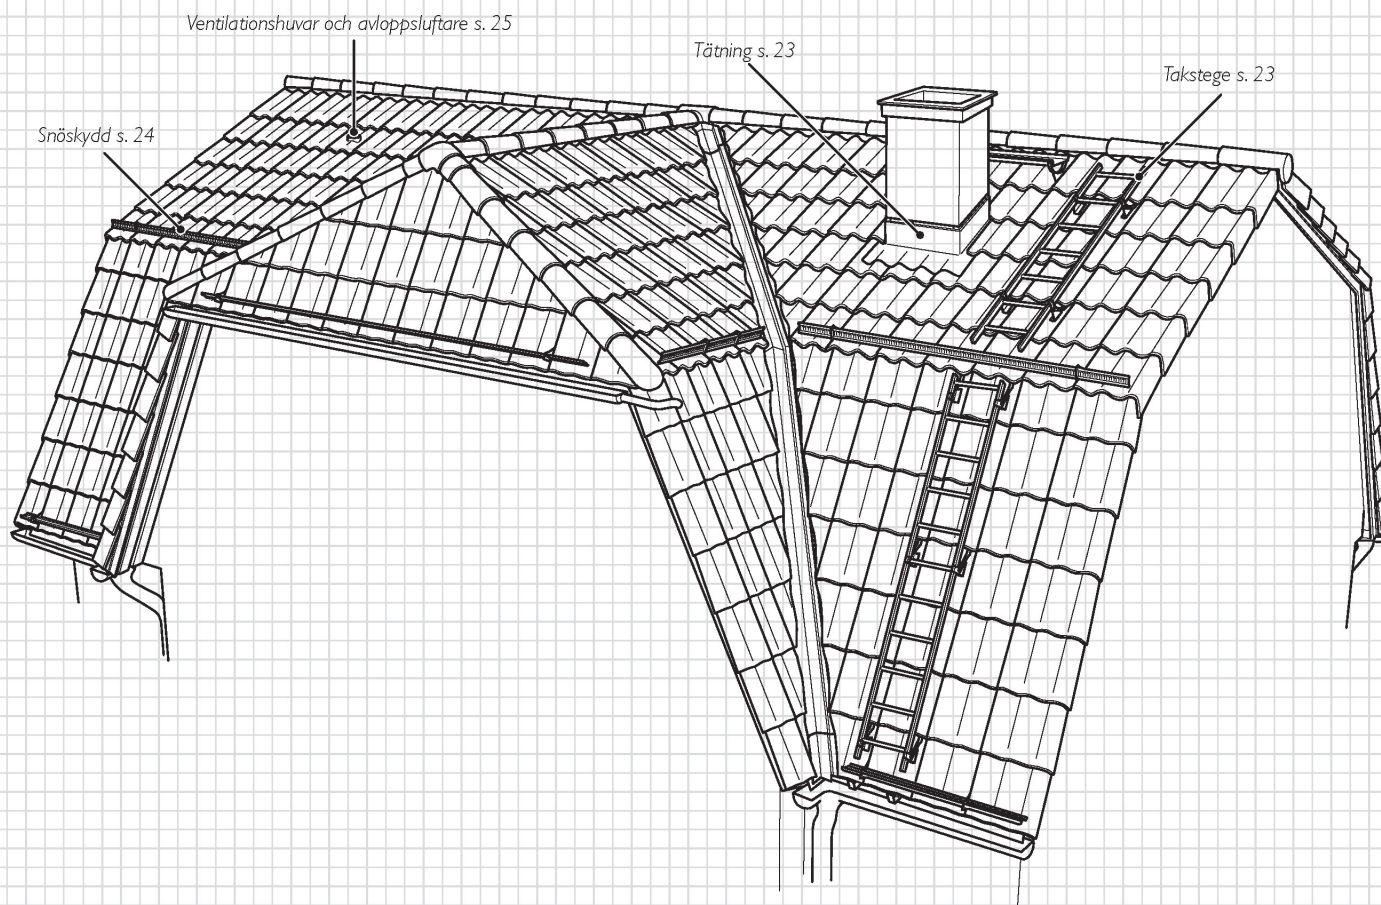 Ventilationshuvar och avloppsluftare s. 25
Tätning s. 23
Takstege s. 23
Snöskydd s. 24